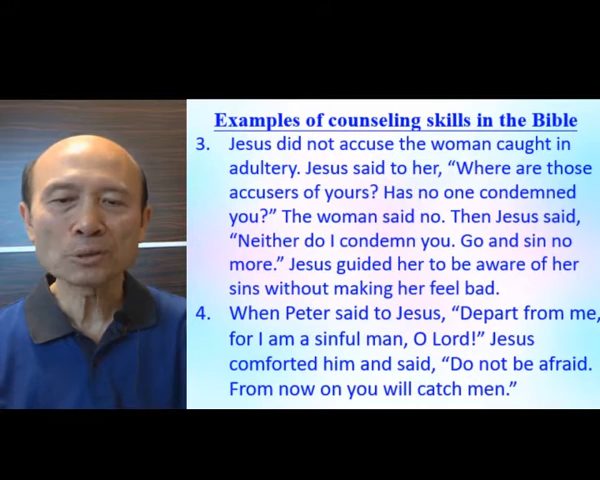 Examples of counseling skills in the Bible
3. Jesus did not accuse the woman caught in
adultery. Jesus said to her, “Where are those
accusers of yours? Has no one condemned
you?” The woman said no. Then Jesus said,
“Neither do I condemn you. Go and sin no
more.” Jesus guided her to be aware of her
sins without making her feel bad.
4. When Peter said to Jesus, “Depart from me,
for I am a sinful man, O Lord!” Jesus
comforted him and said, “Do not be afraid.
From now on you will catch men.”